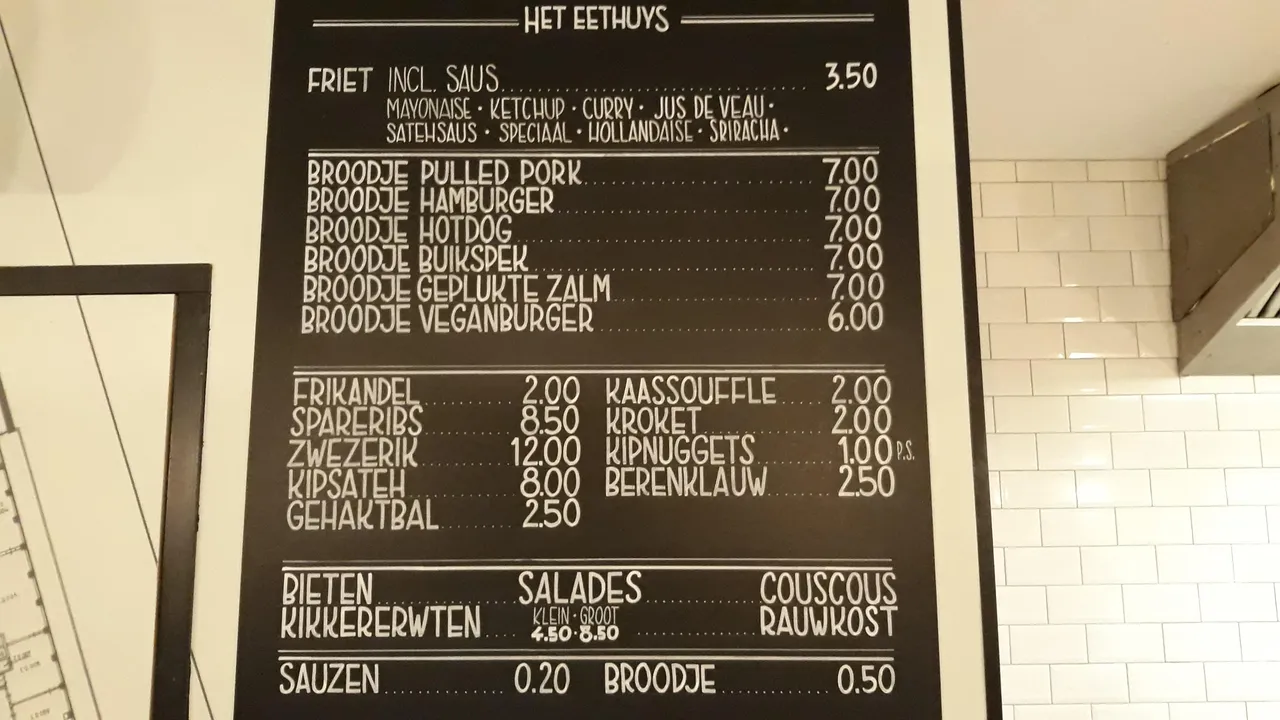 HET EETHUYS
FRIET INCL. SAUS 3.50
MAYONAISE · KETCHUP · CURRY · JUS DE VEAU ·
SATEHSAUS · SPECIAAL · HOLLANDAISE · SRIRACHA ·
BROODJE PULLED PORK 7.00
BROODJE HAMBURGER 7.00
BROODJE HOTDOG 7.00
BROODJE BUIKSPEK 7.00
BROODJE GEPLUKTE ZALM 7.00
BROODJE VEGANBURGER 6.00
FRIKANDEL 2.00 KAASSOUFFLE 2.00
SPARERIBS 8.50 KROKET 2.00
ZWEZERIK 12.00 KIPNUGGETS 1.00 P.S.
KIPSATEH 8.00 BERENKLAUW 2.50
GEHAKTBAL 2.50
BIETEN SALADES COUSCOUS
KIKKERERWTEN KLEIN · GROOT RAUWKOST
4.50 · 8.50
SAUZEN 0.20 BROODJE 0.50